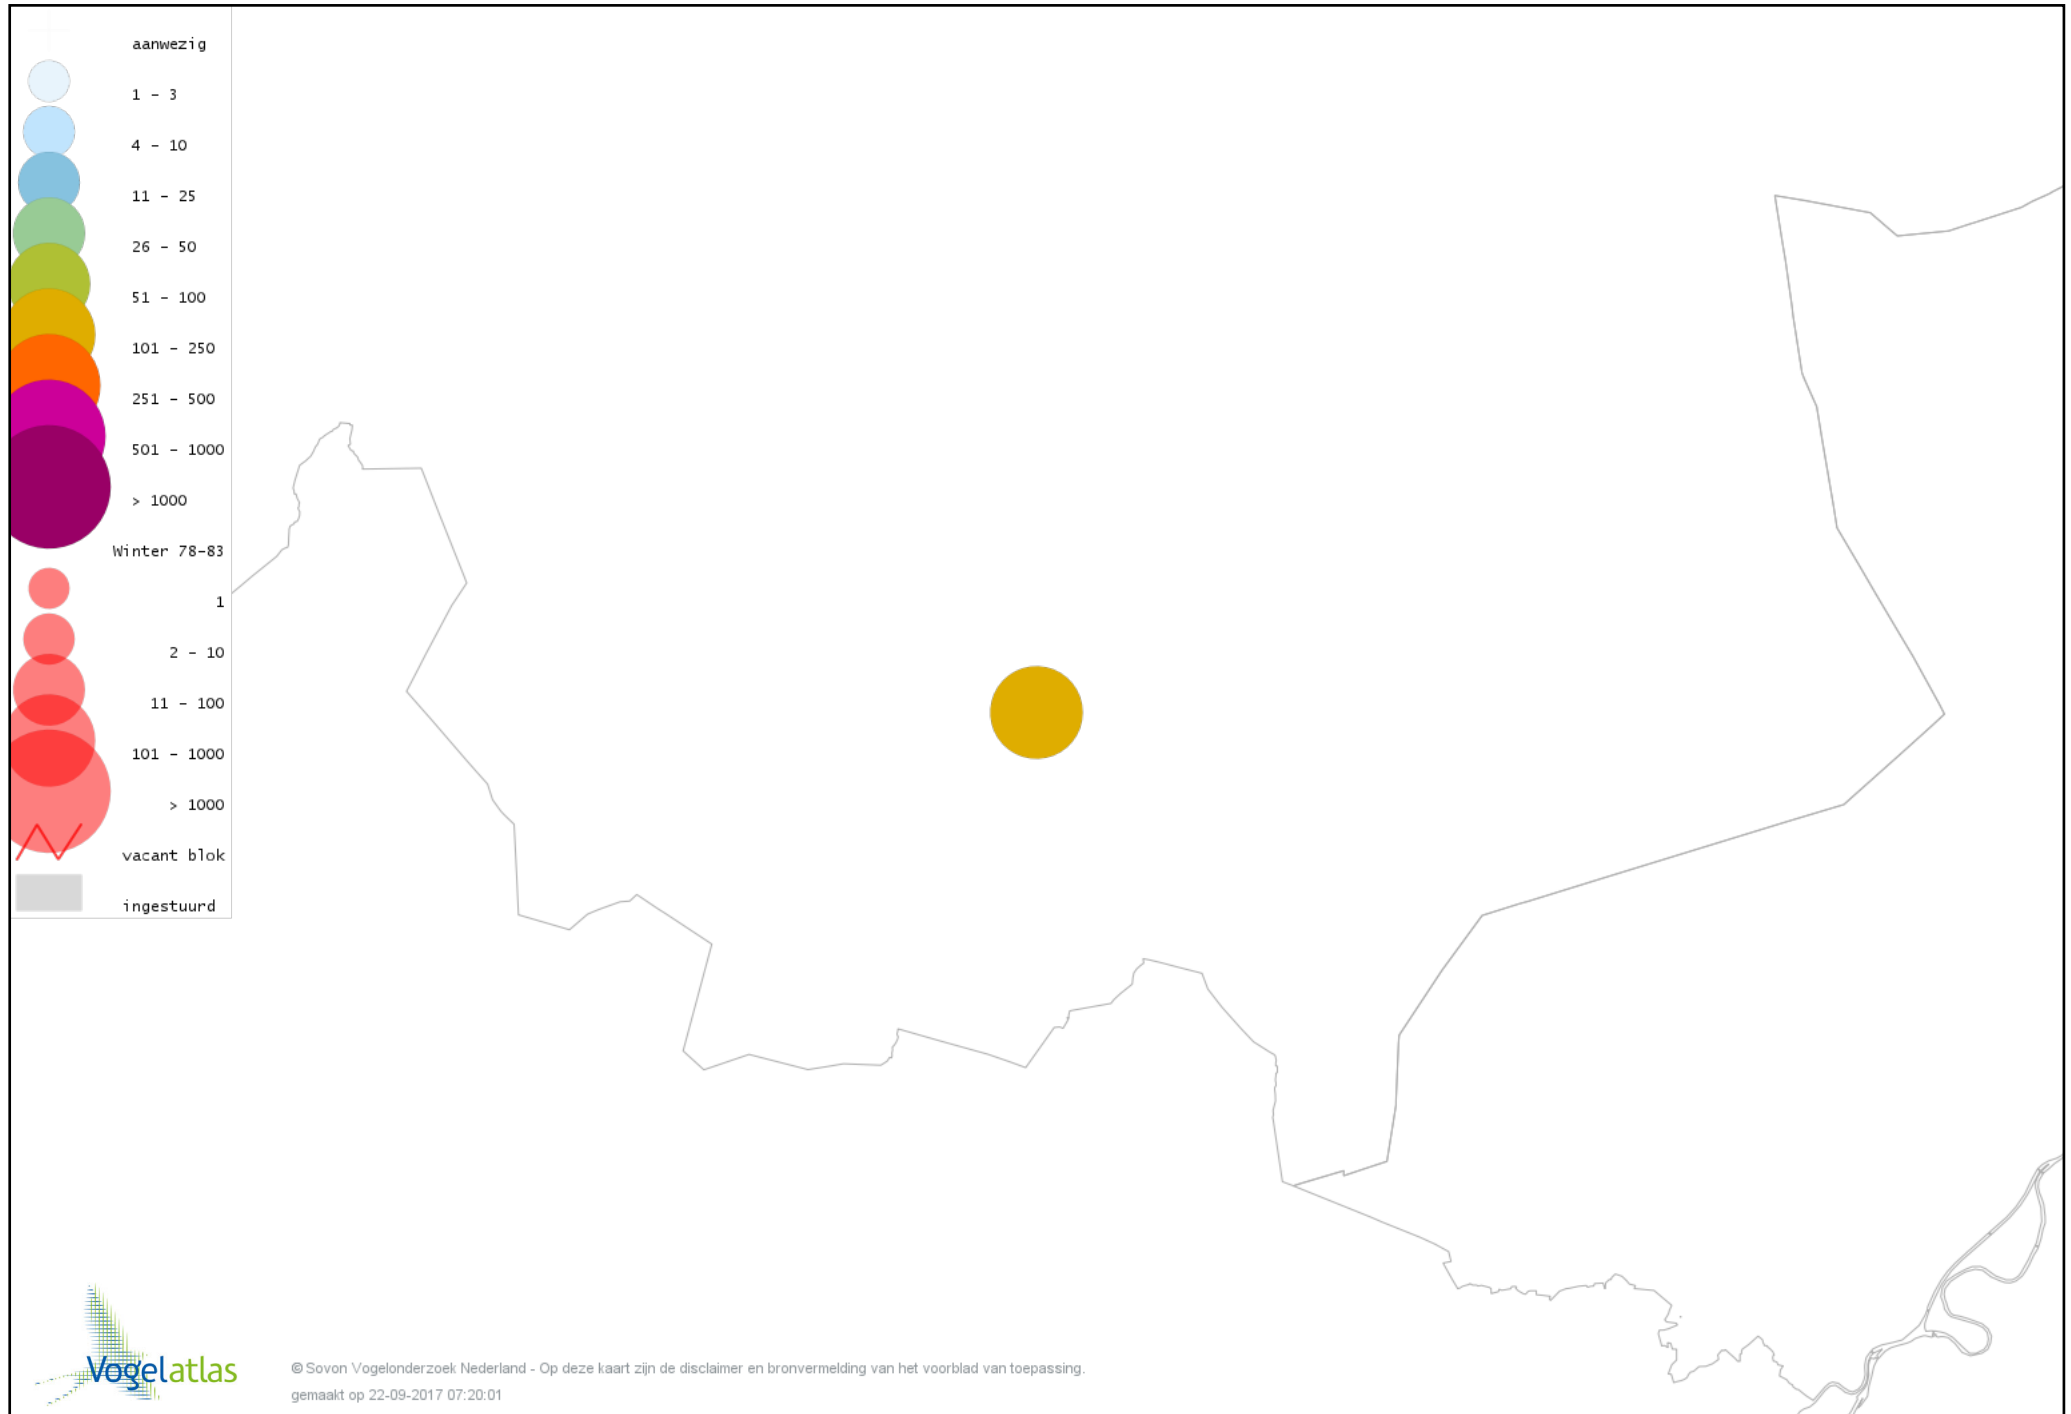 aanwezig
1 - 3
4 - 10
11 - 25
26 - 50
51 - 100
101 - 250
251 - 500
501 - 1000
> 1000
Winter 78-83
1
2 - 10
11 - 100
101 - 1000
> 1000
vacant blok
ingestuurd
Vogelatlas
© Sovon Vogelonderzoek Nederland - Op deze kaart zijn de disclaimer en bronvermelding van het voorblad van toepassing.
gemaakt op 22-09-2017 07:20:01